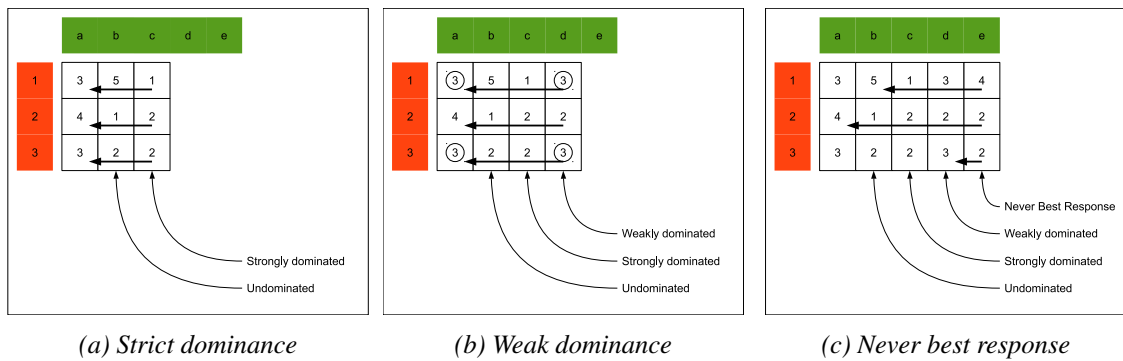 a b c d e
1 3 5 1
2 4 1 2
3 3 2 2
Strongly dominated
Undominated
(a) Strict dominance
a b c d e
1 3 5 1 3
2 4 1 2 2
3 3 2 2 3
Weakly dominated
Strongly dominated
Undominated
(b) Weak dominance
a b c d e
1 3 5 1 3 4
2 4 1 2 2 2
3 3 2 2 3 2
Never Best Response
Weakly dominated
Strongly dominated
Undominated
(c) Never best response